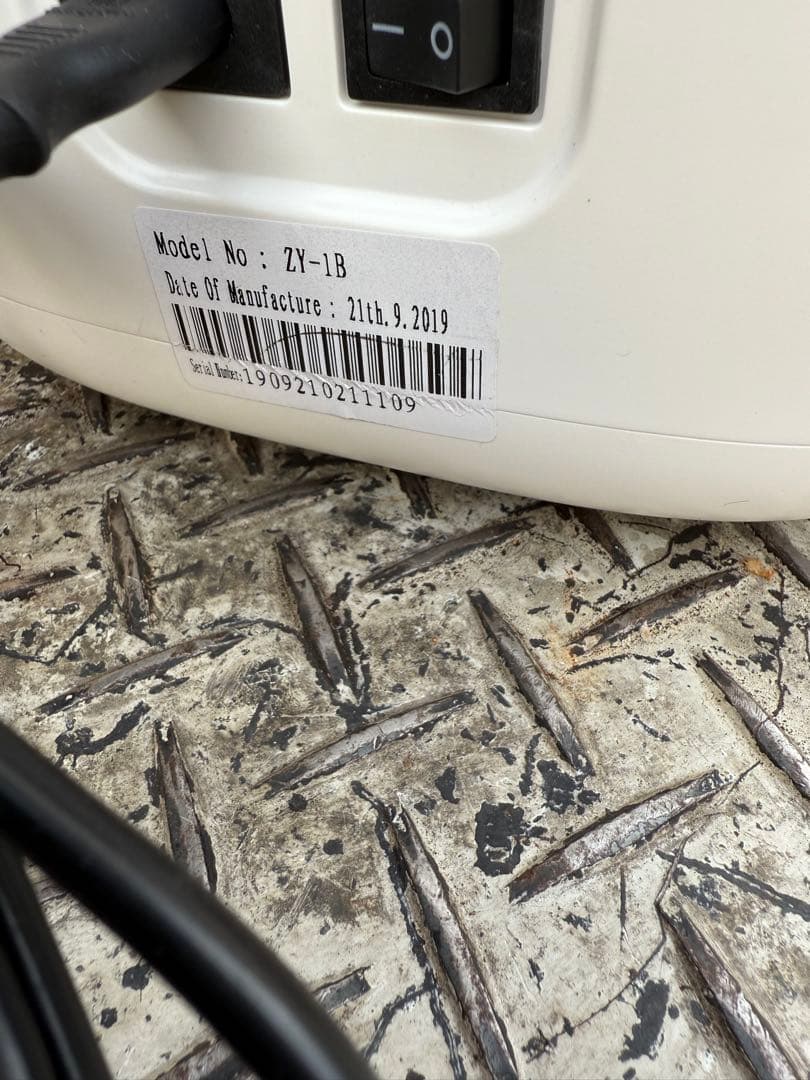 Model No : ZY-1B
Date Of Manufacture : 21th.9.2019
Serial Number:1909210211109